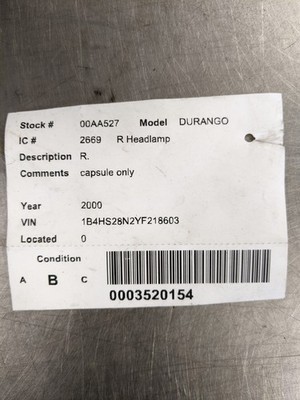 Stock # 00AA527 Model DURANGO
IC # 2669 R Headlamp
Description R.
Comments capsule only
Year 2000
VIN 1B4HS28N2YF218603
Located 0
Condition
A B C
0003520154